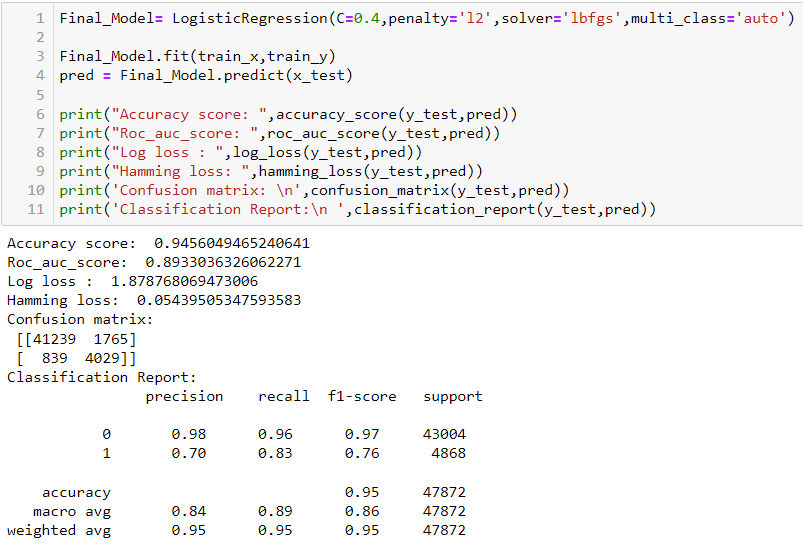 1 Final_Model= LogisticRegression(C=0.4,penalty='l2',solver='lbfgs',multi_class='auto')
2
3 Final_Model.fit(train_x,train_y)
4 pred = Final_Model.predict(x_test)
5
6 print("Accuracy score: ",accuracy_score(y_test,pred))
7 print("Roc_auc_score: ",roc_auc_score(y_test,pred))
8 print("Log loss : ",log_loss(y_test,pred))
9 print("Hamming loss: ",hamming_loss(y_test,pred))
10 print('Confusion matrix: \n',confusion_matrix(y_test,pred))
11 print('Classification Report:\n ',classification_report(y_test,pred))
Accuracy score:  0.9456049465240641
Roc_auc_score:  0.8933036326062271
Log loss :  1.878768069473006
Hamming loss:  0.05439505347593583
Confusion matrix:
 [[41239  1765]
 [  839  4029]]
Classification Report:
               precision    recall  f1-score   support
           0       0.98      0.96      0.97     43004
           1       0.70      0.83      0.76      4868
    accuracy                           0.95     47872
   macro avg       0.84      0.89      0.86     47872
weighted avg       0.95      0.95      0.95     47872